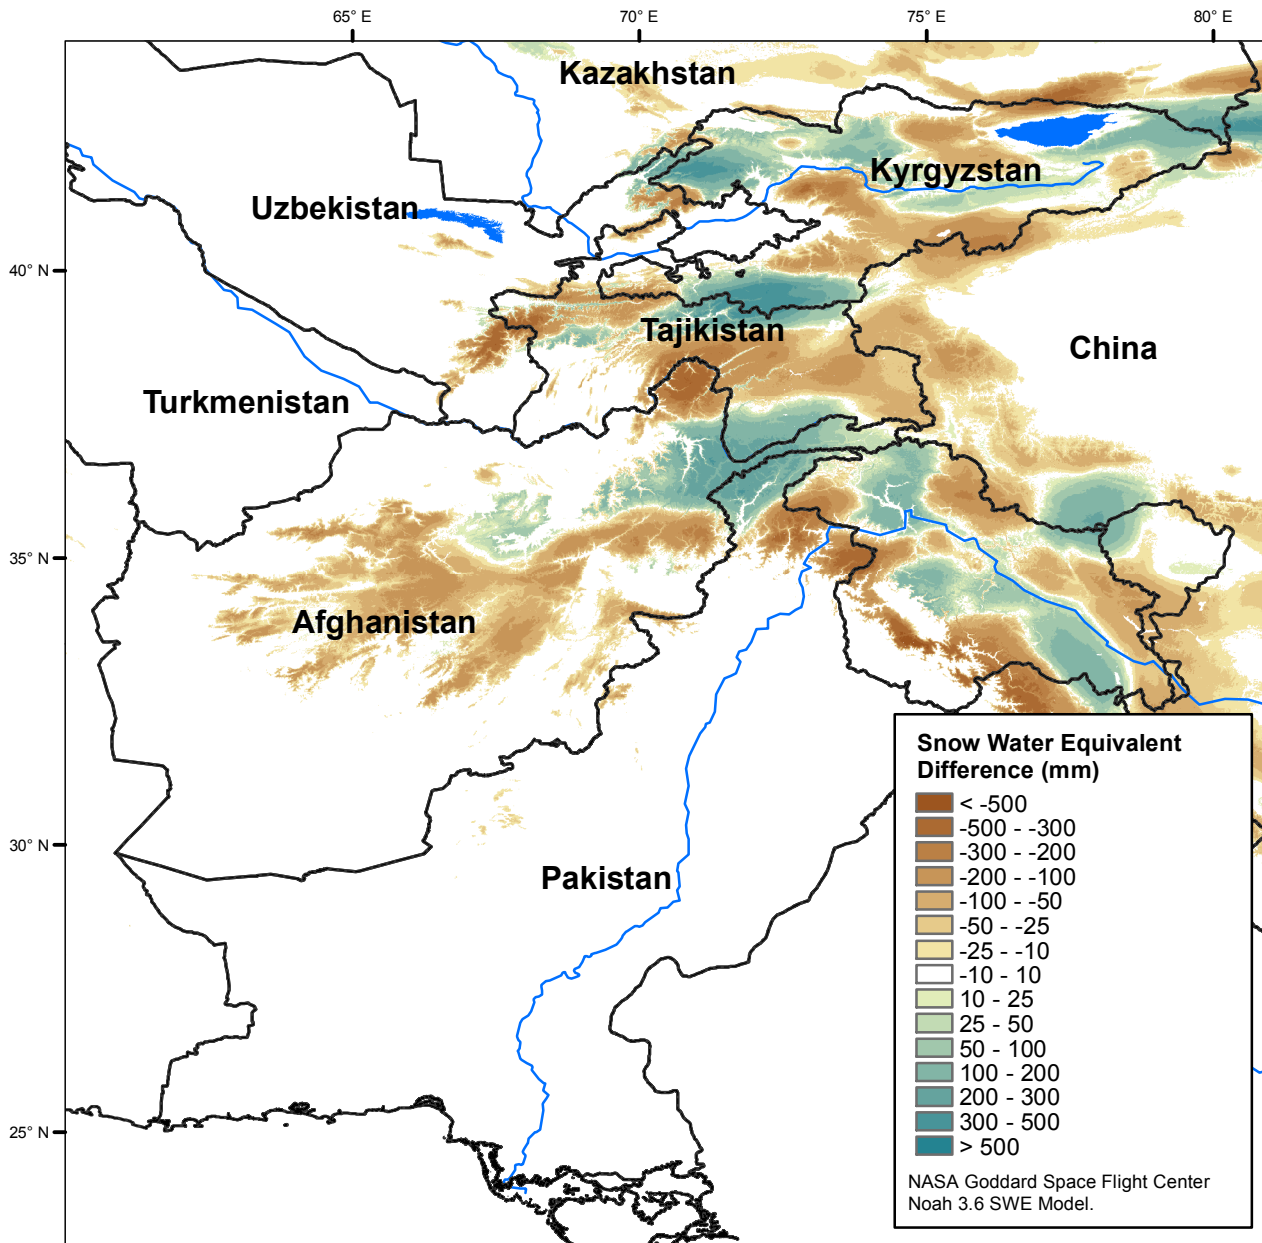 65° E
70° E
75° E
80° E
Kazakhstan
Kyrgyzstan
Uzbekistan
40° N
Tajikistan
China
Turkmenistan
35° N
Afghanistan
Snow Water Equivalent
Difference (mm)
< -500
-500 - -300
-300 - -200
-200 - -100
-100 - -50
-50 - -25
-25 - -10
-10 - 10
10 - 25
25 - 50
50 - 100
100 - 200
200 - 300
300 - 500
> 500
NASA Goddard Space Flight Center
Noah 3.6 SWE Model.
30° N
Pakistan
25° N